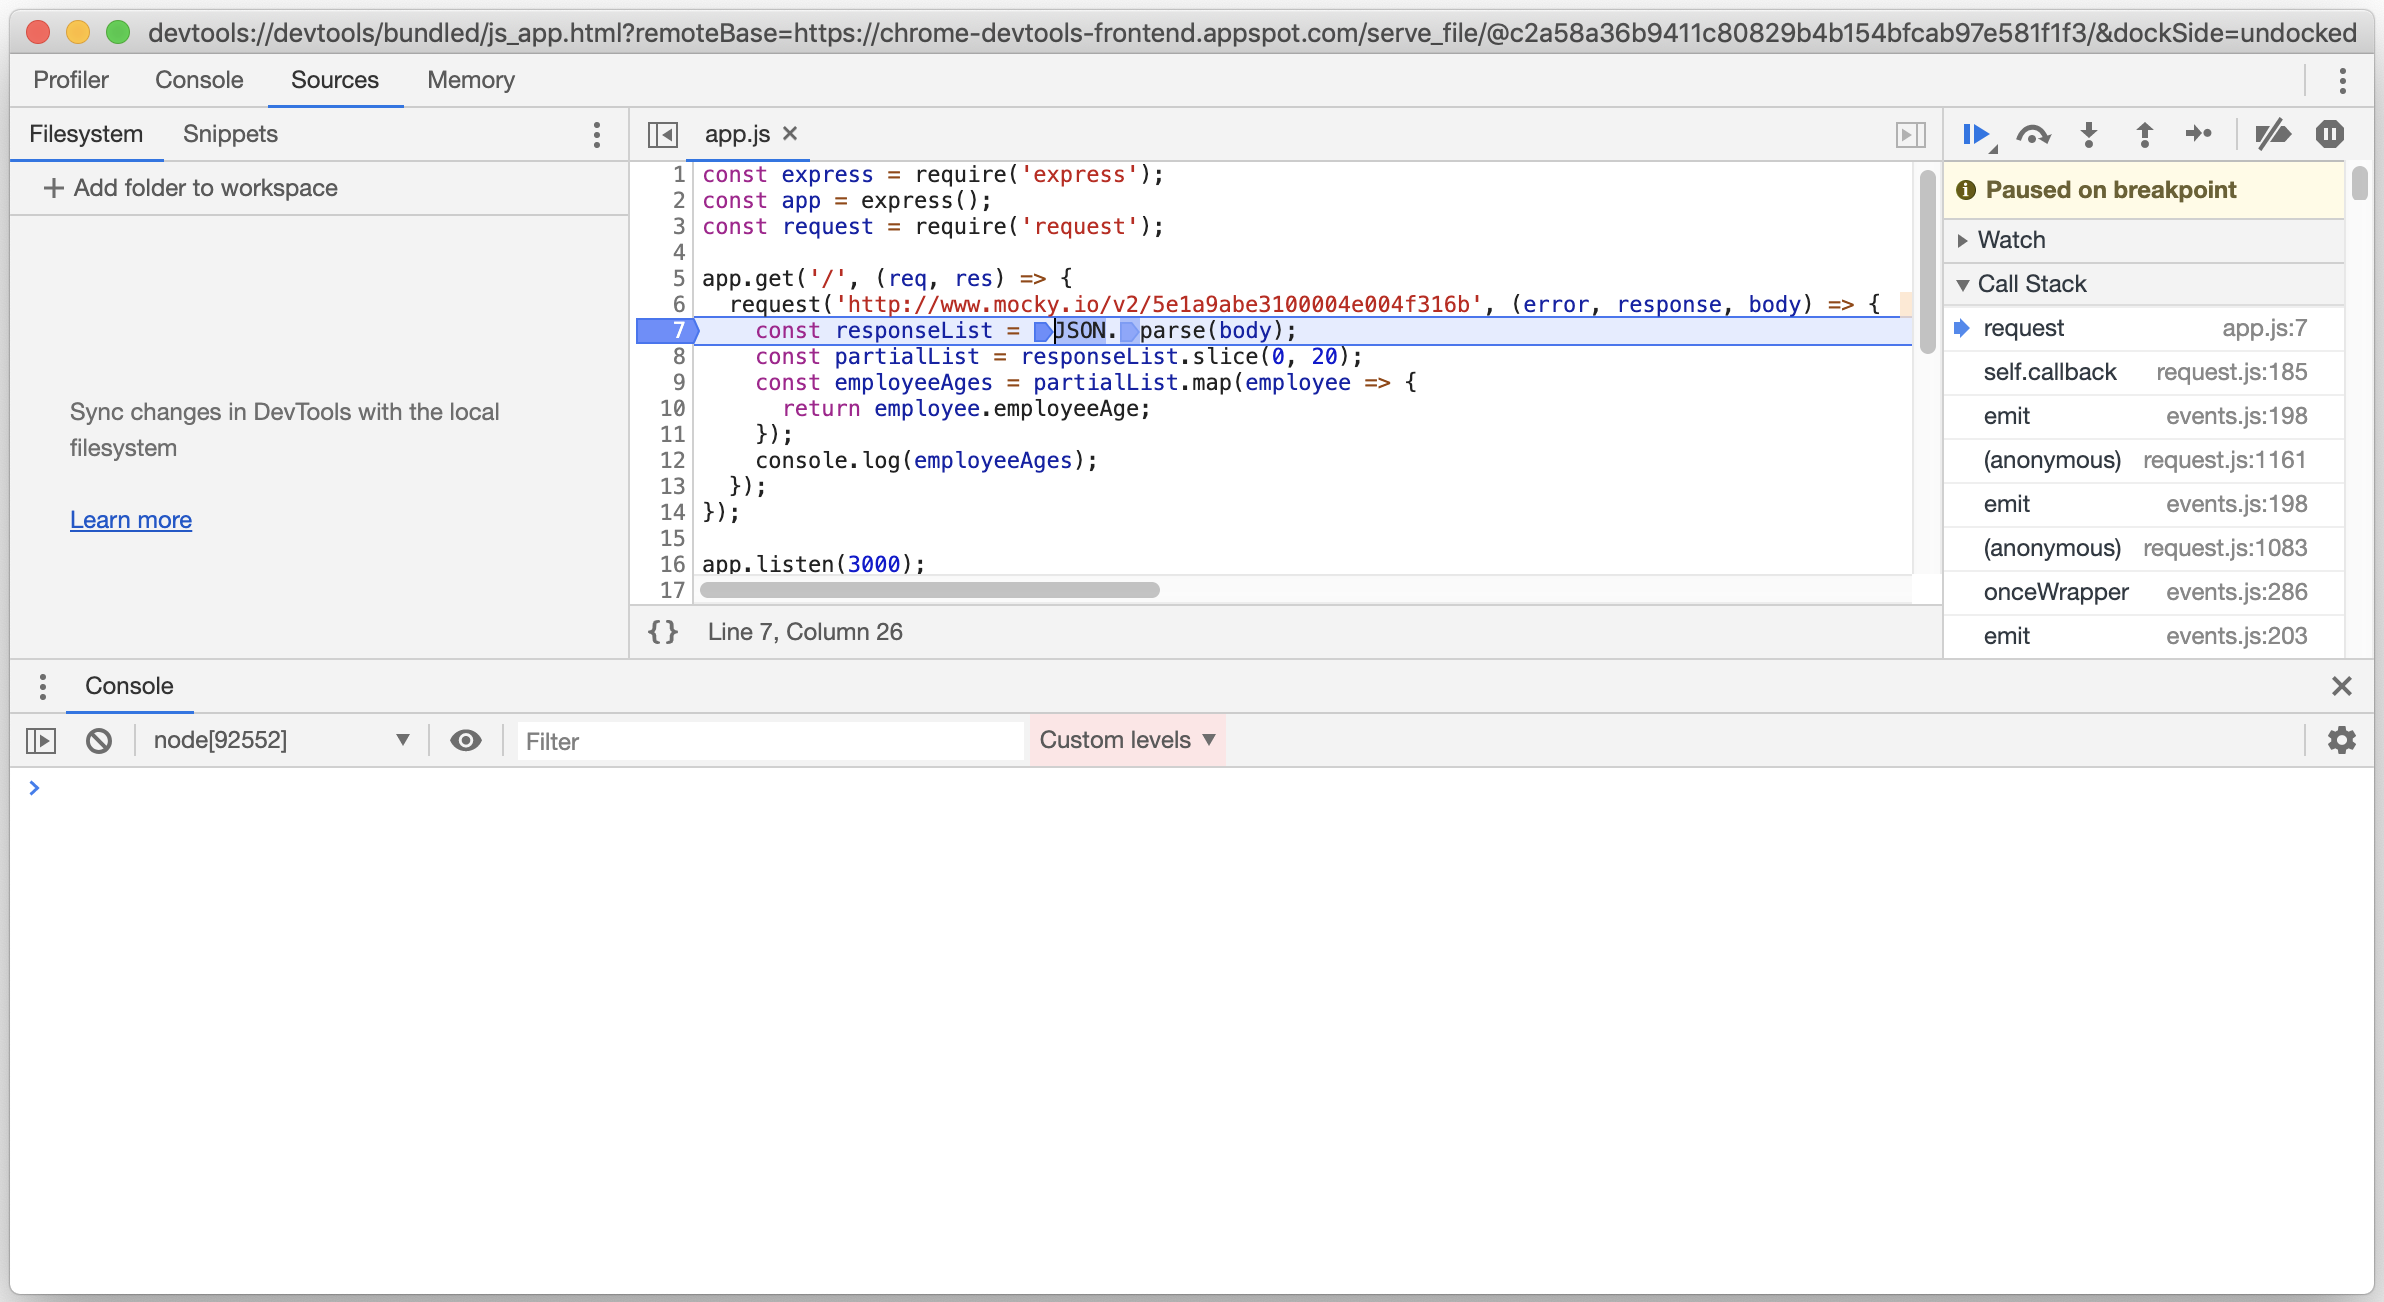 devtools://devtools/bundled/js_app.html?remoteBase=https://chrome-devtools-frontend.appspot.com/serve_file/@c2a58a36b9411c80829b4b154bfcab97e581f1f3/&dockSide=undocked
Profiler Console Sources Memory
Filesystem Snippets
Add folder to workspace
Sync changes in DevTools with the local
filesystem
Learn more
app.js
1 const express = require('express');
2 const app = express();
3 const request = require('request');
4
5 app.get('/', (req, res) => {
6   request('http://www.mocky.io/v2/5e1a9abe3100004e004f316b', (error, response, body) => {
7     const responseList = JSON.parse(body);
8     const partialList = responseList.slice(0, 20);
9     const employeeAges = partialList.map(employee => {
10       return employee.employeeAge;
11     });
12     console.log(employeeAges);
13   });
14 });
15
16 app.listen(3000);
17
{} Line 7, Column 26
Paused on breakpoint
Watch
Call Stack
request app.js:7
self.callback request.js:185
emit events.js:198
(anonymous) request.js:1161
emit events.js:198
(anonymous) request.js:1083
onceWrapper events.js:286
emit events.js:203
Console
node[92552] Filter Custom levels